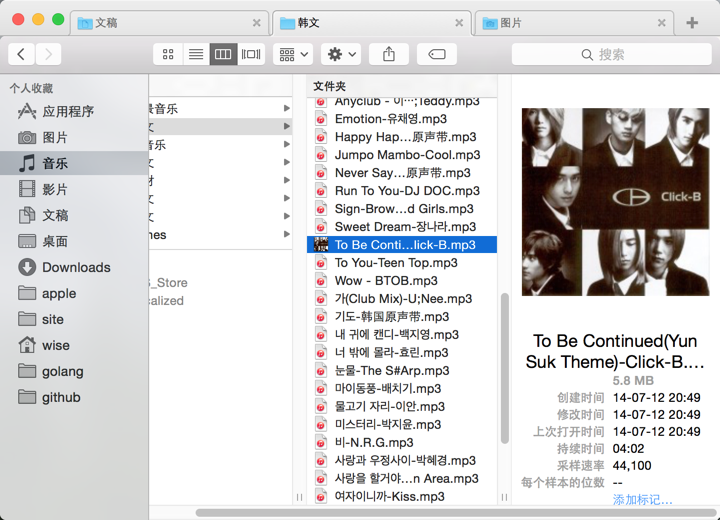 文稿
韩文
图片
搜索
个人收藏
应用程序
图片
音乐
影片
文稿
桌面
Downloads
apple
site
wise
golang
github
音乐
文
音乐
文
材
文
文
mes
S_Store
calized
文件夹
Anyclub - 이…;Teddy.mp3
Emotion-유채영.mp3
Happy Hap…原声带.mp3
Jumpo Mambo-Cool.mp3
Never Say…原声带.mp3
Run To You-DJ DOC.mp3
Sign-Brow…d Girls.mp3
Sweet Dream-장나라.mp3
To Be Conti…lick-B.mp3
To You-Teen Top.mp3
Wow - BTOB.mp3
가(Club Mix)-U;Nee.mp3
기도-韩国原声带.mp3
내 귀에 캔디-백지영.mp3
너 밖에 몰라-효린.mp3
눈물-The S#Arp.mp3
마이동풍-배치기.mp3
물고기 자리-이안.mp3
미스터리-박지윤.mp3
비-N.R.G.mp3
사랑과 우정사이-박혜경.mp3
사랑을 할거야…n Area.mp3
여자이니까-Kiss.mp3
Click-B
To Be Continued(Yun
Suk Theme)-Click-B.…
5.8 MB
创建时间 14-07-12 20:49
修改时间 14-07-12 20:49
上次打开时间 14-07-12 20:49
持续时间 04:02
采样速率 44,100
每个样本的位数 --
添加标记…